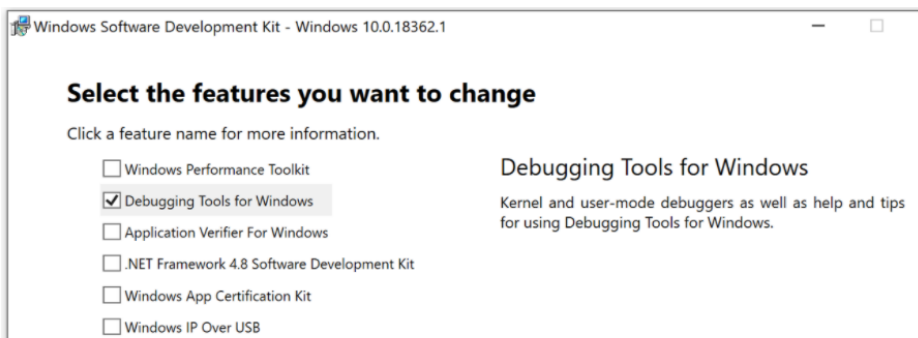 Windows Software Development Kit - Windows 10.0.18362.1
Select the features you want to change
Click a feature name for more information.
Windows Performance Toolkit
Debugging Tools for Windows
Application Verifier For Windows
.NET Framework 4.8 Software Development Kit
Windows App Certification Kit
Windows IP Over USB
Debugging Tools for Windows
Kernel and user-mode debuggers as well as help and tips
for using Debugging Tools for Windows.